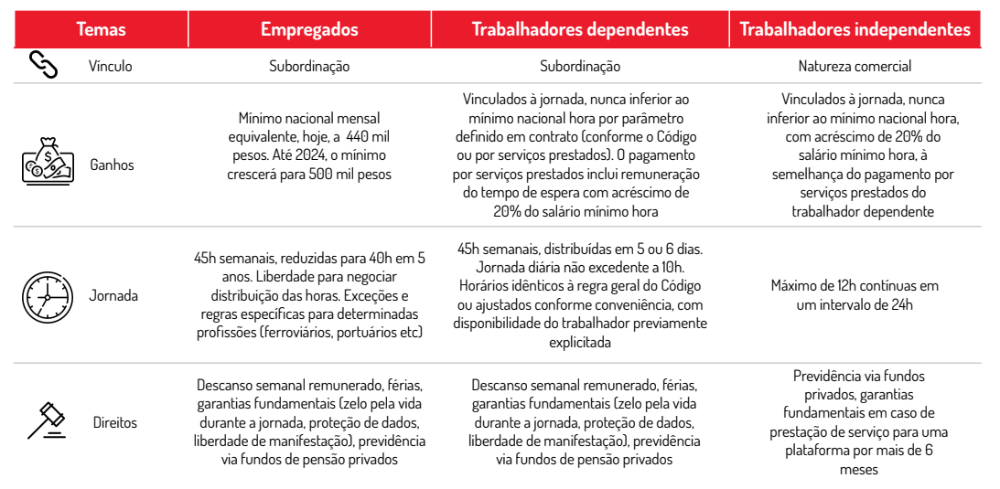 Temas
Empregados
Trabalhadores dependentes
Trabalhadores independentes
Vínculo
Subordinação
Subordinação
Natureza comercial
Ganhos
Mínimo nacional mensal
equivalente, hoje, a 440 mil
pesos. Até 2024, o mínimo
crescerá para 500 mil pesos
Vinculados à jornada, nunca inferior ao
mínimo nacional hora por parâmetro
definido em contrato (conforme o Código
ou por serviços prestados). O pagamento
por serviços prestados inclui remuneração
do tempo de espera com acréscimo de
20% do salário mínimo hora
Vinculados à jornada, nunca
inferior ao mínimo nacional hora,
com acréscimo de 20% do
salário mínimo hora, à
semelhança do pagamento por
serviços prestados do
trabalhador dependente
Jornada
45h semanais, reduzidas para 40h em 5
anos. Liberdade para negociar
distribuição das horas. Exceções e
regras específicas para determinadas
profissões (ferroviários, portuários etc)
45h semanais, distribuídas em 5 ou 6 dias.
Jornada diária não excedente a 10h.
Horários idênticos à regra geral do Código
ou ajustados conforme conveniência, com
disponibilidade do trabalhador previamente
explicitada
Máximo de 12h contínuas em
um intervalo de 24h
Direitos
Descanso semanal remunerado, férias,
garantias fundamentais (zelo pela vida
durante a jornada, proteção de dados,
liberdade de manifestação), previdência
via fundos de pensão privados
Descanso semanal remunerado, férias,
garantias fundamentais (zelo pela vida
durante a jornada, proteção de dados,
liberdade de manifestação), previdência
via fundos de pensão privados
Previdência via fundos
privados, garantias
fundamentais em caso de
prestação de serviço para uma
plataforma por mais de 6
meses